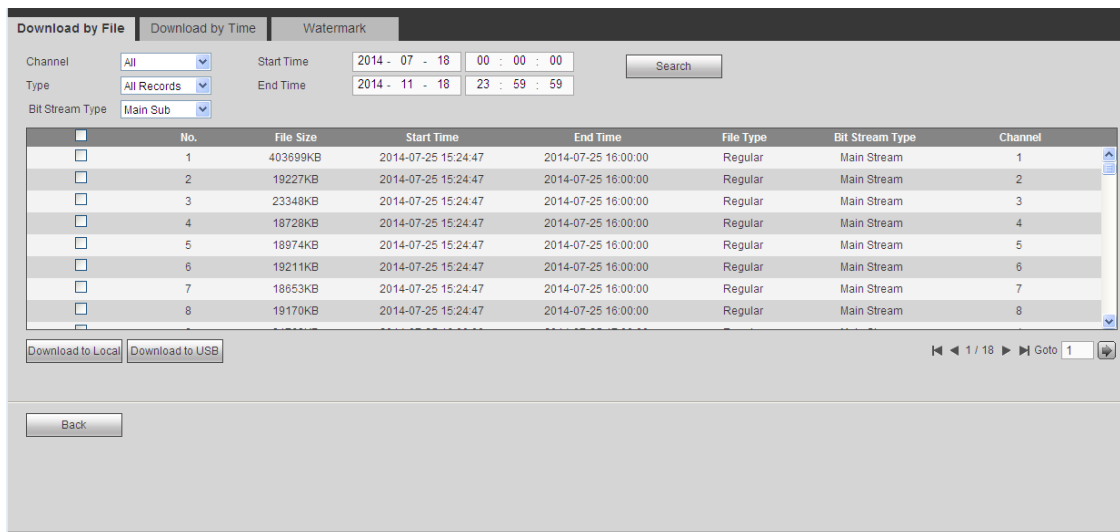 Download by File Download by Time Watermark
Channel All Start Time 2014 - 07 - 18 00 : 00 : 00 Search
Type All Records End Time 2014 - 11 - 18 23 : 59 : 59
Bit Stream Type Main Sub
No. File Size Start Time End Time File Type Bit Stream Type Channel
1 403699KB 2014-07-25 15:24:47 2014-07-25 16:00:00 Regular Main Stream 1
2 19227KB 2014-07-25 15:24:47 2014-07-25 16:00:00 Regular Main Stream 2
3 23348KB 2014-07-25 15:24:47 2014-07-25 16:00:00 Regular Main Stream 3
4 18728KB 2014-07-25 15:24:47 2014-07-25 16:00:00 Regular Main Stream 4
5 18974KB 2014-07-25 15:24:47 2014-07-25 16:00:00 Regular Main Stream 5
6 19211KB 2014-07-25 15:24:47 2014-07-25 16:00:00 Regular Main Stream 6
7 18653KB 2014-07-25 15:24:47 2014-07-25 16:00:00 Regular Main Stream 7
8 19170KB 2014-07-25 15:24:47 2014-07-25 16:00:00 Regular Main Stream 8
Download to Local Download to USB 1 / 18 Goto 1
Back